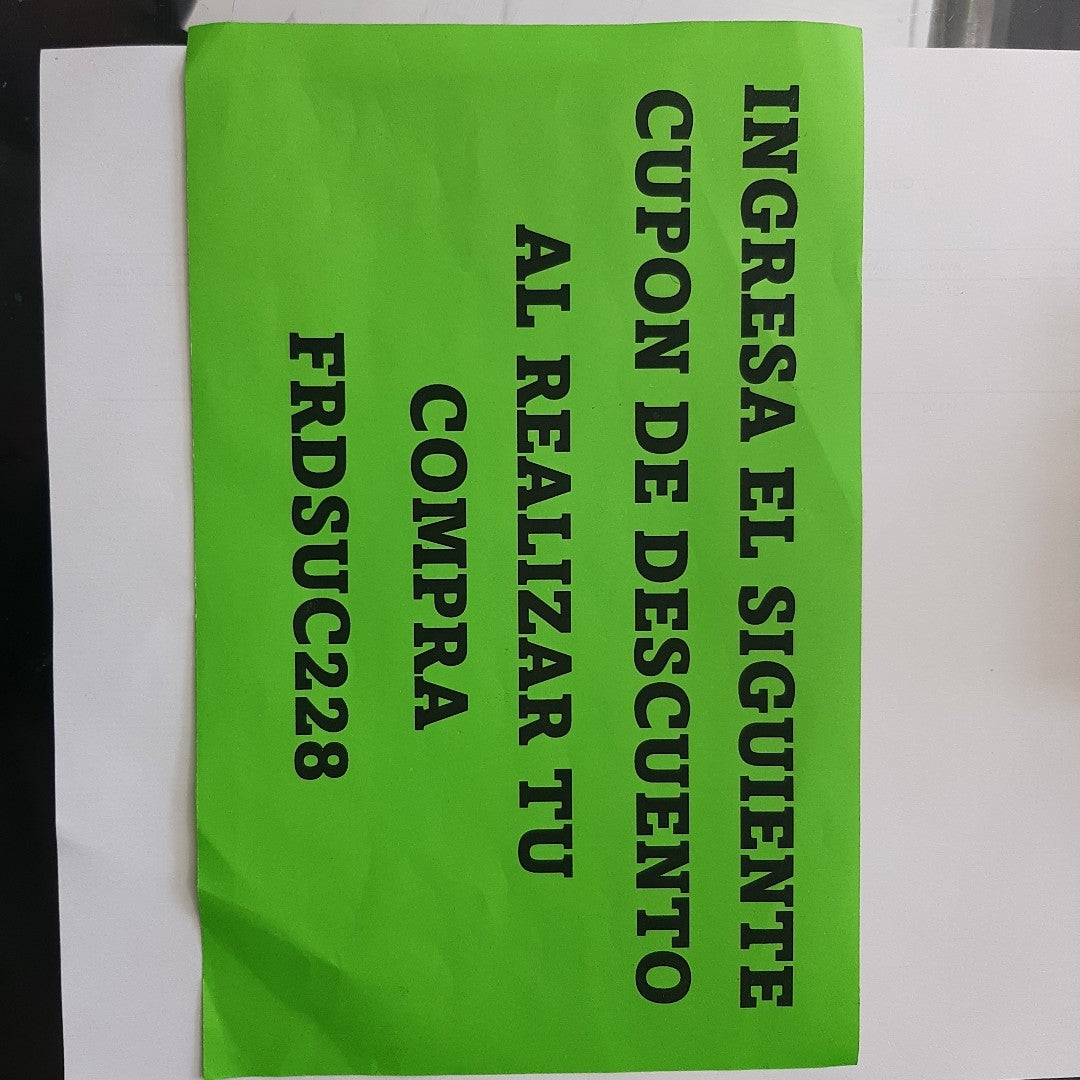 INGRESA EL SIGUIENTE
CUPON DE DESCUENTO
AL REALIZAR TU
COMPRA
FRDSUC228